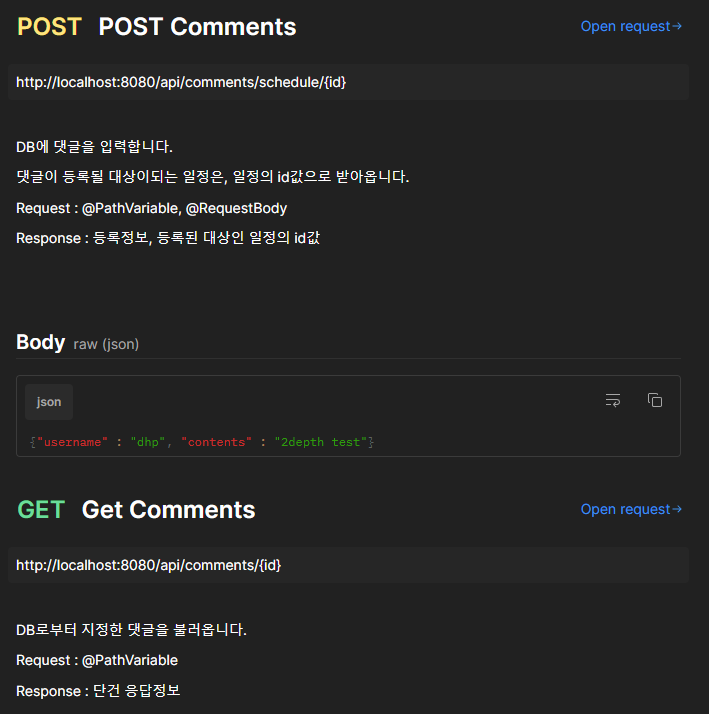 POST POST Comments Open request→
http://localhost:8080/api/comments/schedule/{id}
DB에 댓글을 입력합니다.
댓글이 등록될 대상이되는 일정은, 일정의 id값으로 받아옵니다.
Request : @PathVariable, @RequestBody
Response : 등록정보, 등록된 대상인 일정의 id값
Body raw (json)
json
{"username" : "dhp", "contents" : "2depth test"}
GET Get Comments Open request→
http://localhost:8080/api/comments/{id}
DB로부터 지정한 댓글을 불러옵니다.
Request : @PathVariable
Response : 단건 응답정보